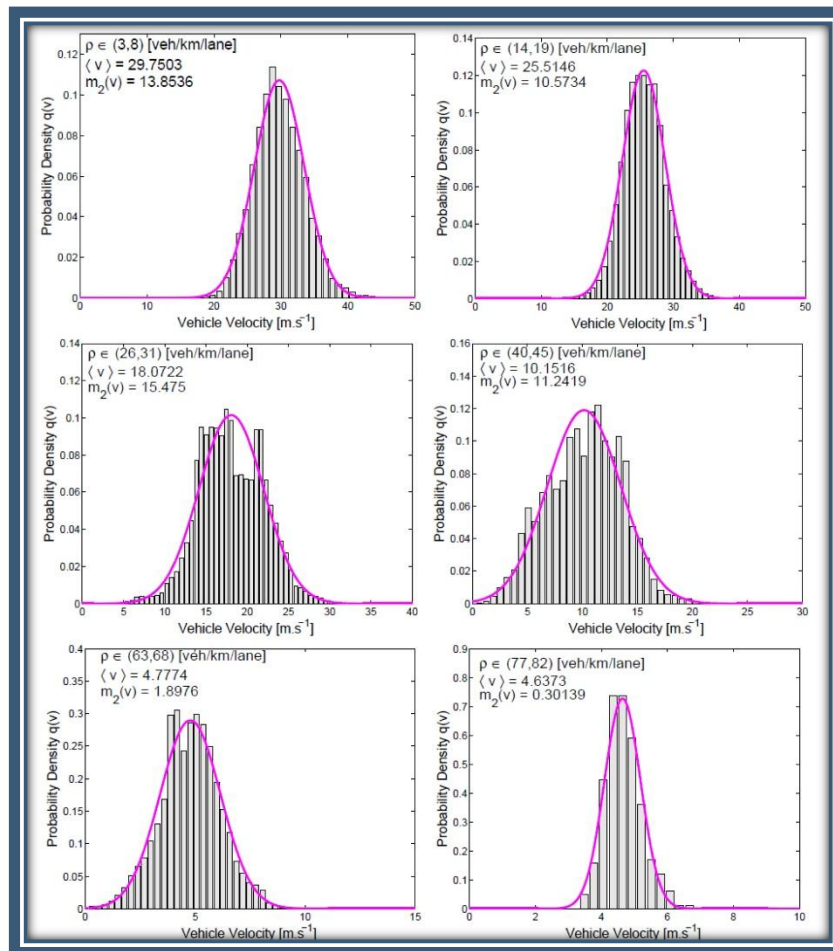 ρ ∈ (3,8) [veh/km/lane]
⟨ v ⟩ = 29.7503
m₂(v) = 13.8536
Probability Density q(v)
0.12
0.1
0.08
0.06
0.04
0.02
0
0 10 20 30 40 50
Vehicle Velocity [m.s⁻¹]
ρ ∈ (14,19) [veh/km/lane]
⟨ v ⟩ = 25.5146
m₂(v) = 10.5734
Probability Density q(v)
0.14
0.12
0.1
0.08
0.06
0.04
0.02
0
0 10 20 30 40 50
Vehicle Velocity [m.s⁻¹]
ρ ∈ (26,31) [veh/km/lane]
⟨ v ⟩ = 18.0722
m₂(v) = 15.475
Probability Density q(v)
0.14
0.12
0.1
0.08
0.06
0.04
0.02
0
0 5 10 15 20 25 30 35 40
Vehicle Velocity [m.s⁻¹]
ρ ∈ (40,45) [veh/km/lane]
⟨ v ⟩ = 10.1516
m₂(v) = 11.2419
Probability Density q(v)
0.16
0.14
0.12
0.1
0.08
0.06
0.04
0.02
0
0 5 10 15 20 25 30
Vehicle Velocity [m.s⁻¹]
ρ ∈ (63,68) [veh/km/lane]
⟨ v ⟩ = 4.7774
m₂(v) = 1.8976
Probability Density q(v)
0.4
0.35
0.3
0.25
0.2
0.15
0.1
0.05
0
0 5 10 15
Vehicle Velocity [m.s⁻¹]
ρ ∈ (77,82) [veh/km/lane]
⟨ v ⟩ = 4.6373
m₂(v) = 0.30139
Probability Density q(v)
0.9
0.8
0.7
0.6
0.5
0.4
0.3
0.2
0.1
0
0 2 4 6 8 10
Vehicle Velocity [m.s⁻¹]